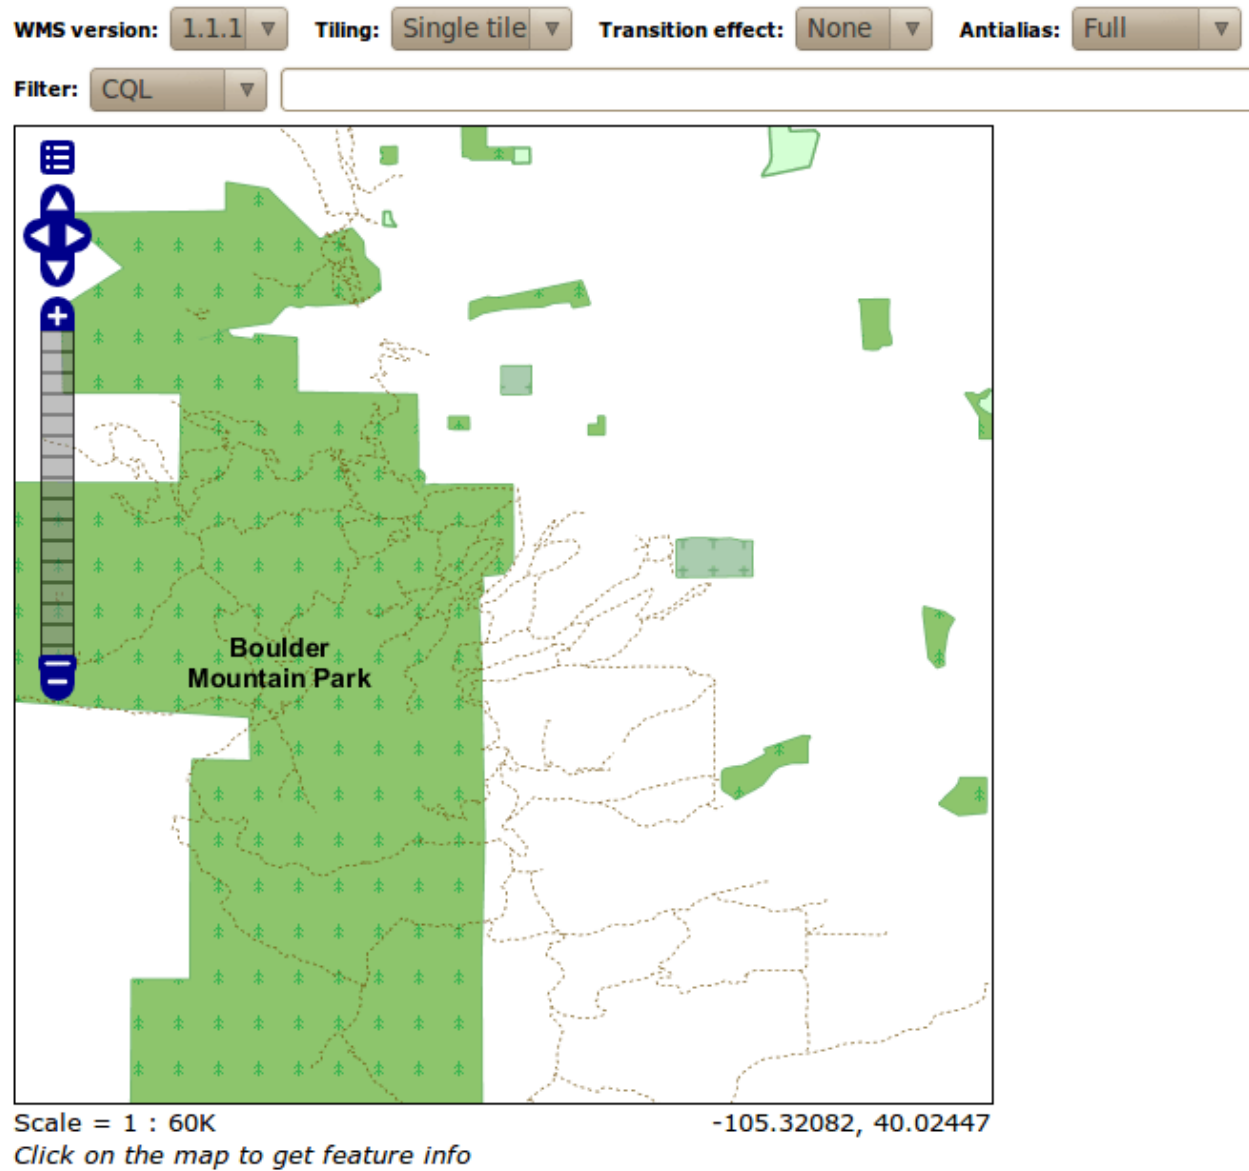 WMS version: 1.1.1 Tiling: Single tile Transition effect: None Antialias: Full
Filter: CQL
Boulder
Mountain Park
Scale = 1 : 60K -105.32082, 40.02447
Click on the map to get feature info